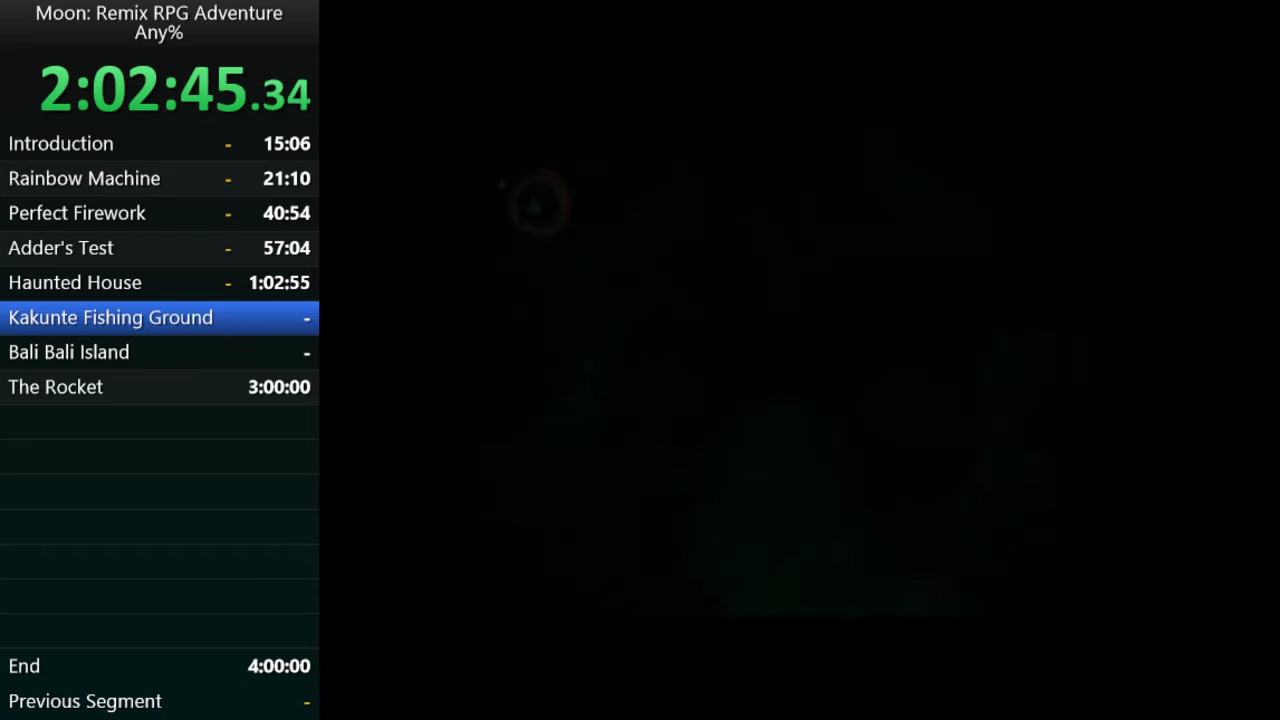 Moon: Remix RPG Adventure
Any%
2:02:45.34
Introduction - 15:06
Rainbow Machine - 21:10
Perfect Firework - 40:54
Adder's Test - 57:04
Haunted House - 1:02:55
Kakunte Fishing Ground -
Bali Bali Island -
The Rocket 3:00:00
End 4:00:00
Previous Segment -